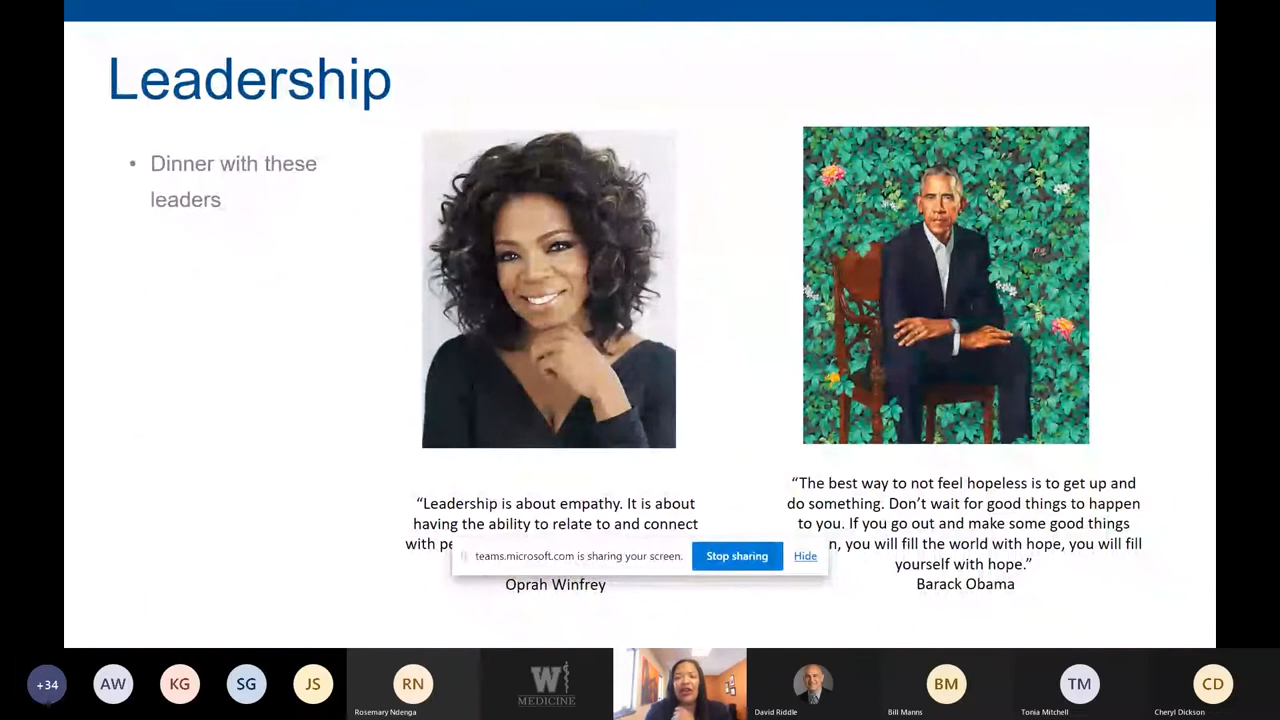 Leadership
• Dinner with these
leaders
“Leadership is about empathy. It is about
having the ability to relate to and connect
with
Oprah Winfrey
“The best way to not feel hopeless is to get up and
do something. Don’t wait for good things to happen
to you. If you go out and make some good things
you will fill the world with hope, you will fill
yourself with hope.”
Barack Obama
teams.microsoft.com is sharing your screen.
Stop sharing
Hide
+34
AW
KG
SG
JS
RN
Rosemary Ndenga
W
MEDICINE
David Riddle
BM
Bill Manns
TM
Tonia Mitchell
CD
Cheryl Dickson